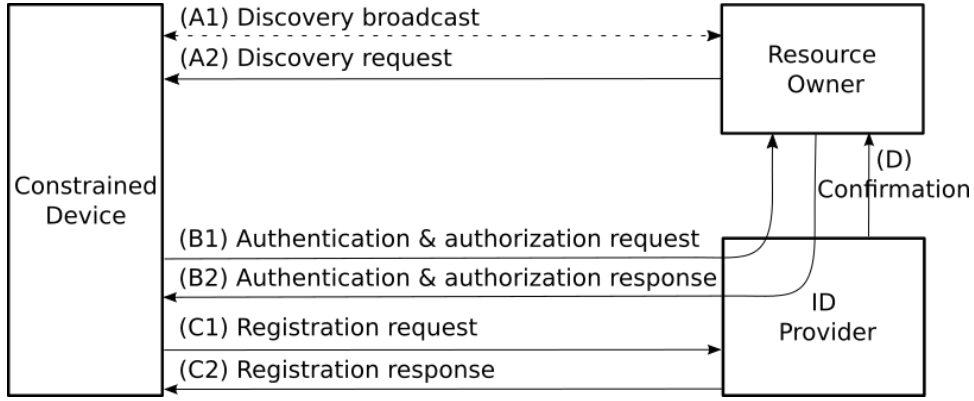 (A1) Discovery broadcast
(A2) Discovery request
Resource
Owner
Constrained
Device
(D)
Confirmation
(B1) Authentication & authorization request
(B2) Authentication & authorization response
ID
Provider
(C1) Registration request
(C2) Registration response